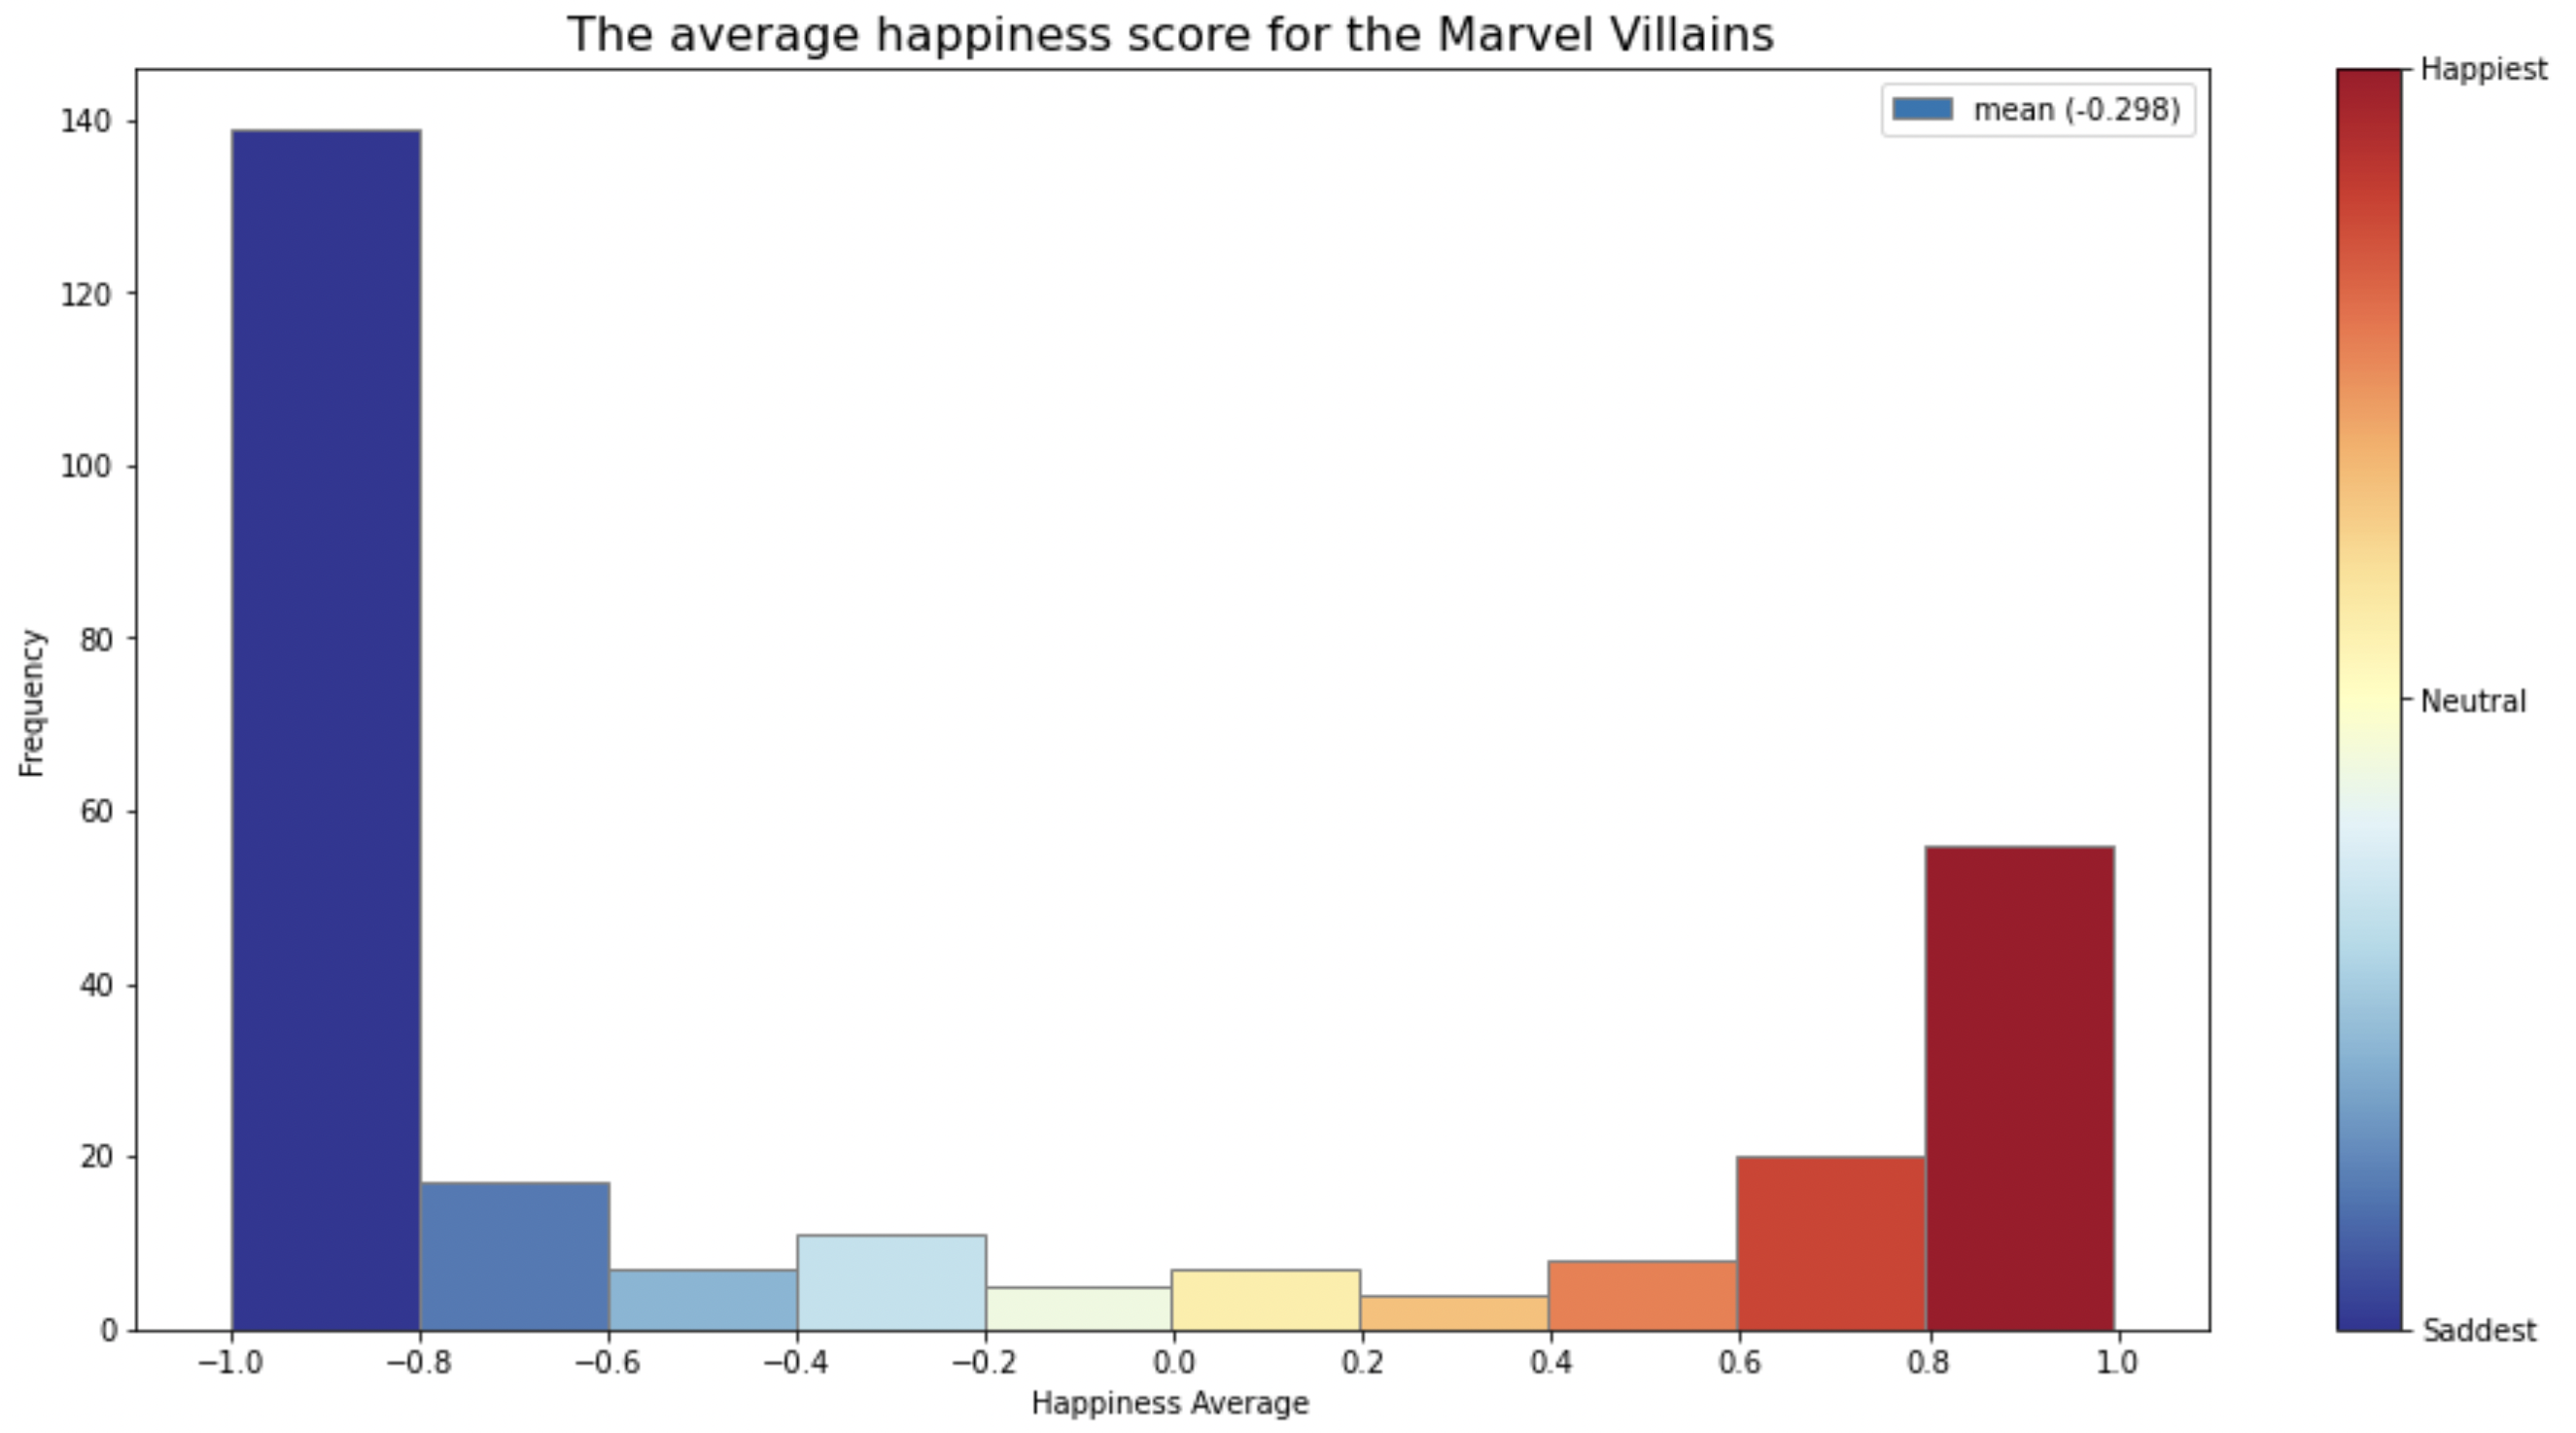 The average happiness score for the Marvel Villains
mean (-0.298)
Frequency
140
120
100
80
60
40
20
0
−1.0 −0.8 −0.6 −0.4 −0.2 0.0 0.2 0.4 0.6 0.8 1.0
Happiness Average
Happiest
Neutral
Saddest